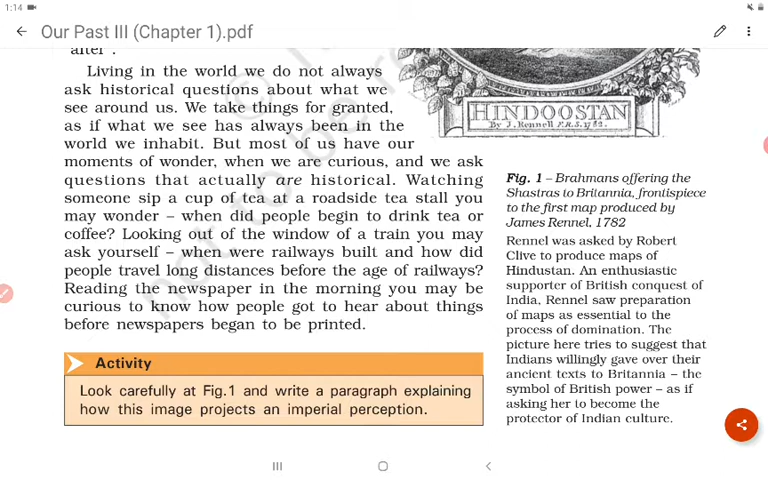 1:14
Our Past III (Chapter 1).pdf
after'.
Living in the world we do not always
ask historical questions about what we
see around us. We take things for granted,
as if what we see has always been in the
world we inhabit. But most of us have our
moments of wonder, when we are curious, and we ask
questions that actually are historical. Watching
someone sip a cup of tea at a roadside tea stall you
may wonder – when did people begin to drink tea or
coffee? Looking out of the window of a train you may
ask yourself – when were railways built and how did
people travel long distances before the age of railways?
Reading the newspaper in the morning you may be
curious to know how people got to hear about things
before newspapers began to be printed.
Activity
Look carefully at Fig.1 and write a paragraph explaining
how this image projects an imperial perception.
HINDOOSTAN
By J. Rennell F.R.S. 1782.
Fig. 1 – Brahmans offering the
Shastras to Britannia, frontispiece
to the first map produced by
James Rennel, 1782
Rennel was asked by Robert
Clive to produce maps of
Hindustan. An enthusiastic
supporter of British conquest of
India, Rennel saw preparation
of maps as essential to the
process of domination. The
picture here tries to suggest that
Indians willingly gave over their
ancient texts to Britannia – the
symbol of British power – as if
asking her to become the
protector of Indian culture.
not to be re